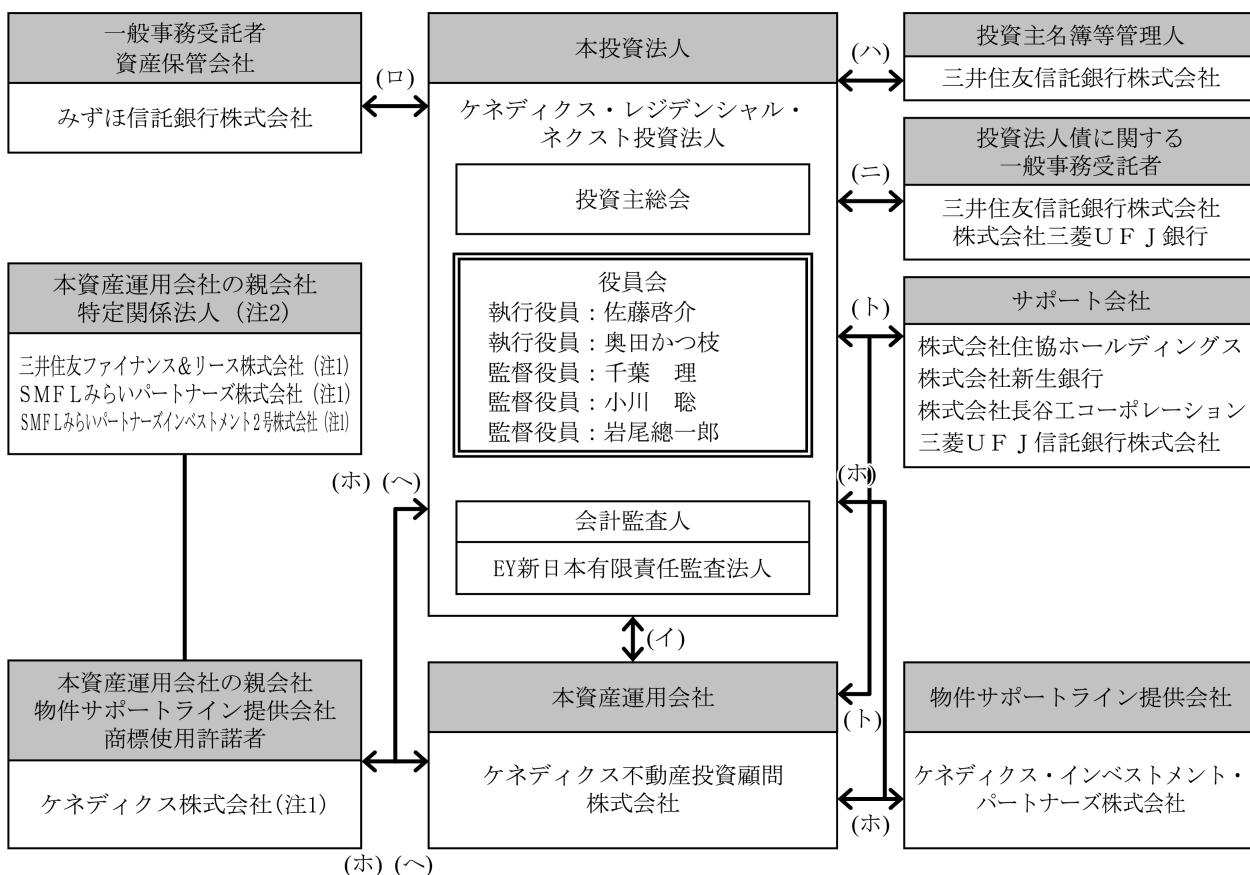 一般事務受託者
資産保管会社
みずほ信託銀行株式会社
(ロ)
本投資法人
ケネディクス・レジデンシャル・
ネクスト投資法人
投資主総会
役員会
執行役員：佐藤啓介
執行役員：奥田かつ枝
監督役員：千葉　理
監督役員：小川　聡
監督役員：岩尾總一郎
会計監査人
EY新日本有限責任監査法人
(ハ)
投資主名簿等管理人
三井住友信託銀行株式会社
(ニ)
投資法人債に関する
一般事務受託者
三井住友信託銀行株式会社
株式会社三菱ＵＦＪ銀行
(ト)
サポート会社
株式会社住協ホールディングス
株式会社新生銀行
株式会社長谷工コーポレーション
三菱ＵＦＪ信託銀行株式会社
本資産運用会社の親会社
特定関係法人（注2）
三井住友ファイナンス＆リース株式会社（注1）
ＳＭＦＬみらいパートナーズ株式会社（注1）
ＳＭＦＬみらいパートナーズインベストメント２号株式会社（注1）
(ホ) (ヘ)
(ホ)
(イ)
本資産運用会社の親会社
物件サポートライン提供会社
商標使用許諾者
ケネディクス株式会社(注1)
(ホ) (ヘ)
本資産運用会社
ケネディクス不動産投資顧問
株式会社
(ト)
(ホ)
物件サポートライン提供会社
ケネディクス・インベストメント・
パートナーズ株式会社